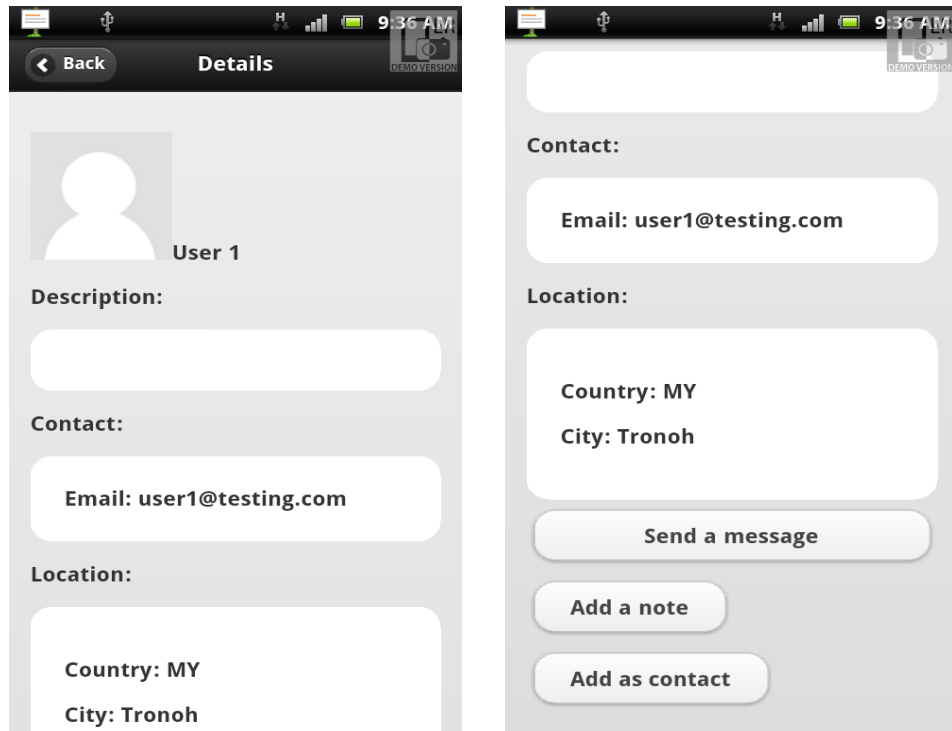 H
9:36 AM
Back
Details
DEMO VERSION
User 1
Description:
Contact:
Email: user1@testing.com
Location:
Country: MY
City: Tronoh
H
9:36 AM
DEMO VERSION
Contact:
Email: user1@testing.com
Location:
Country: MY
City: Tronoh
Send a message
Add a note
Add as contact